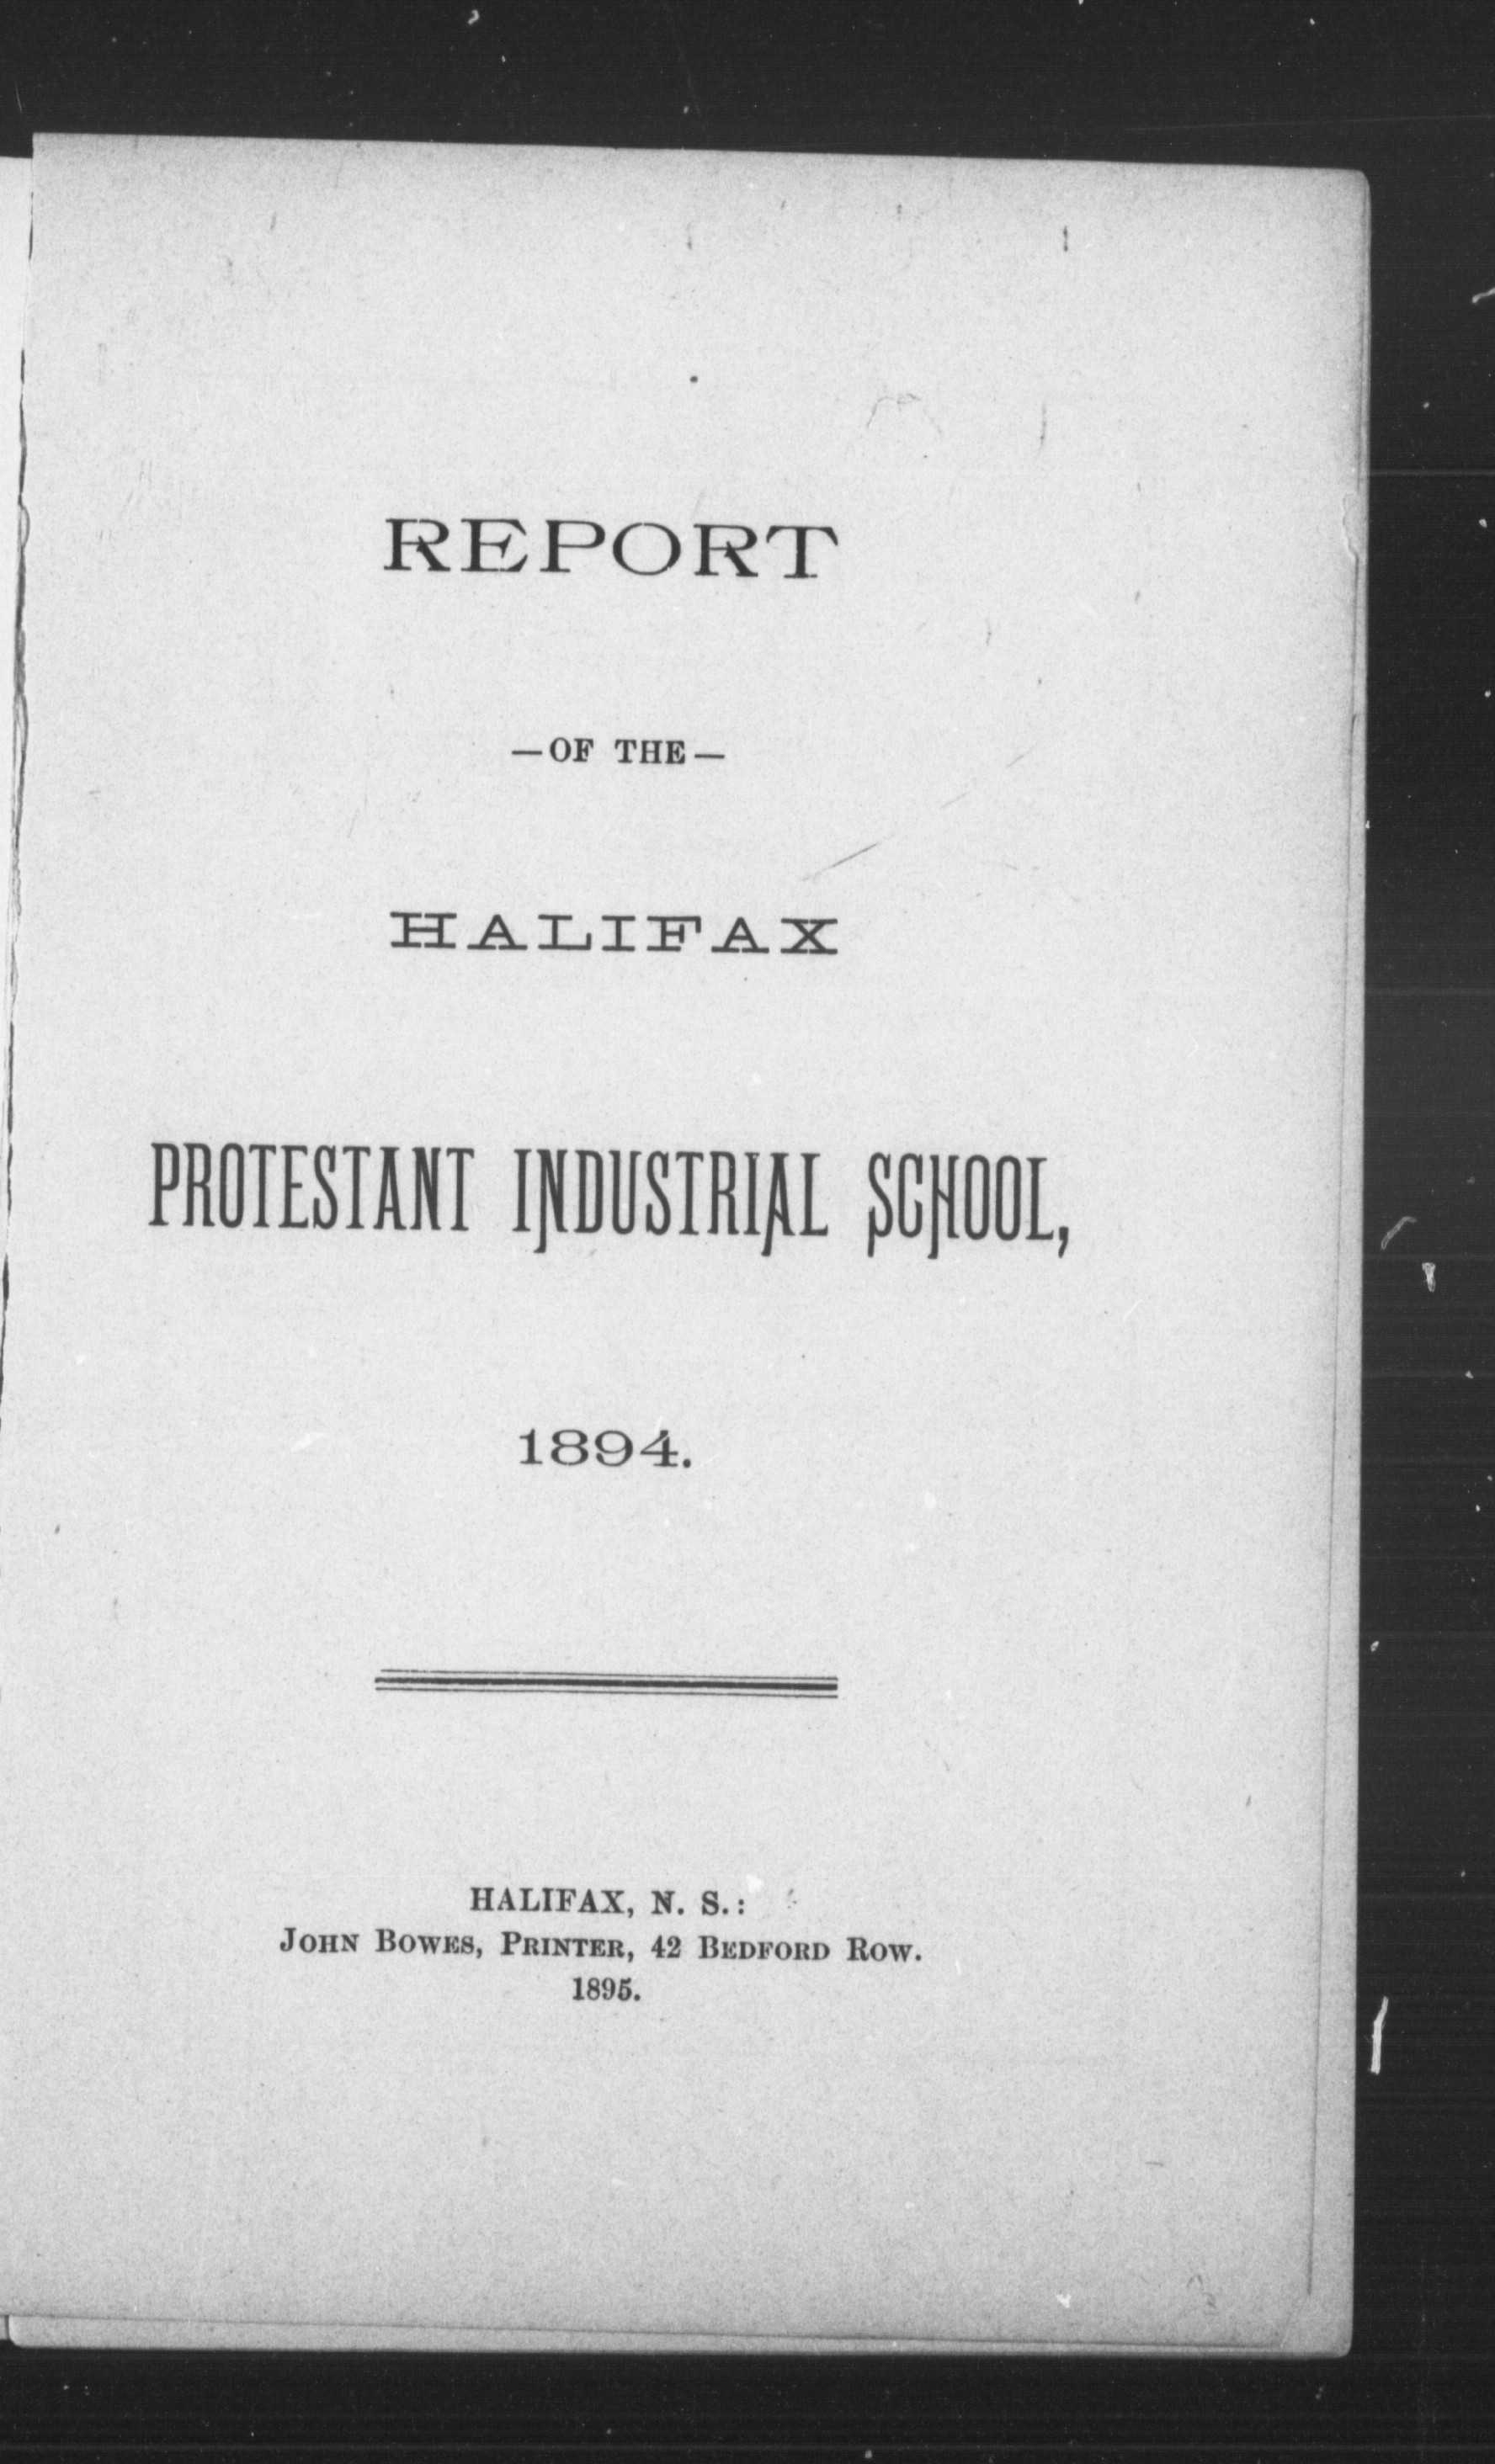 REPORT
—OF THE—
HALIFAX
PROTESTANT INDUSTRIAL SCHOOL,
1894.
HALIFAX, N. S.:
JOHN BOWES, PRINTER, 42 BEDFORD ROW.
1895.